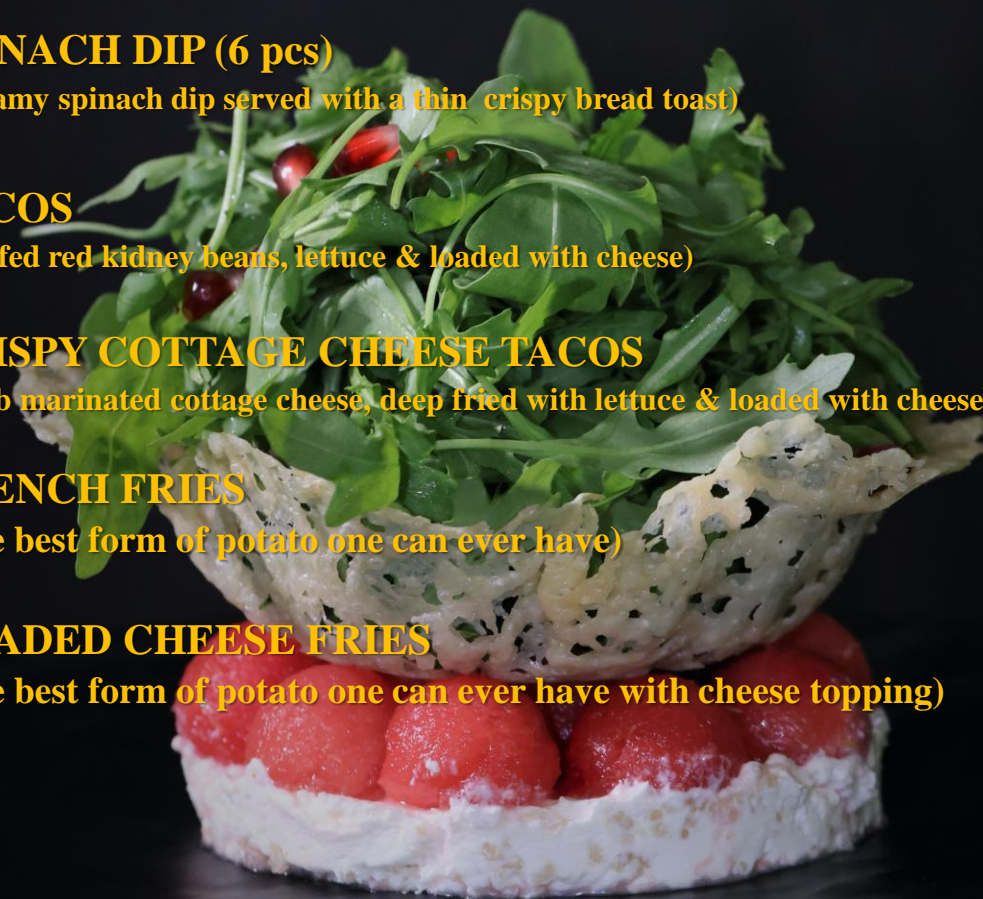 NACH DIP (6 pcs)
amy spinach dip served with a thin crispy bread toast)
COS
fed red kidney beans, lettuce & loaded with cheese)
ISPY COTTAGE CHEESE TACOS
b marinated cottage cheese, deep fried with lettuce & loaded with cheese
ENCH FRIES
e best form of potato one can ever have)
ADED CHEESE FRIES
e best form of potato one can ever have with cheese topping)